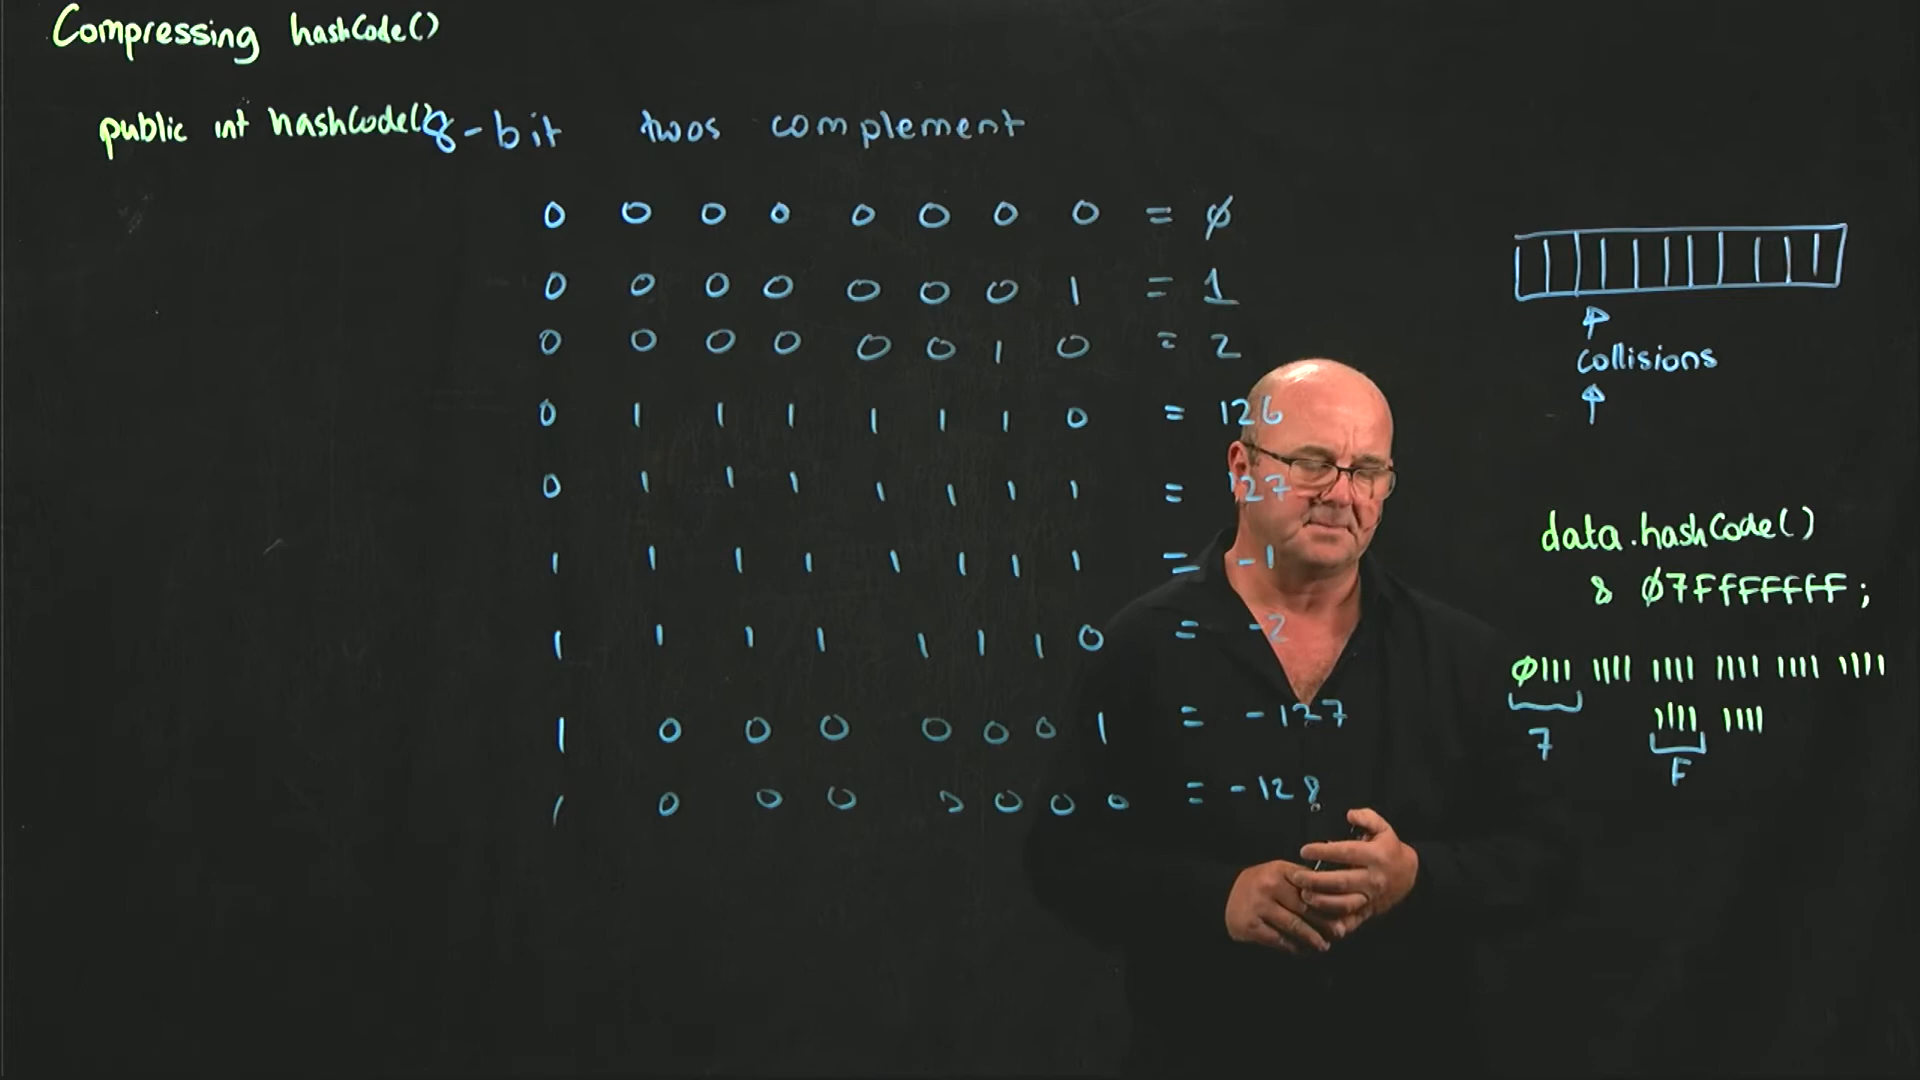 Compressing hashCode()
public int hashCode()
8-bit twos complement
0 0 0 0 0 0 0 0 = ∅
0 0 0 0 0 0 0 1 = 1
0 0 0 0 0 0 1 0 = 2
0 1 1 1 1 1 1 0 = 126
0 1 1 1 1 1 1 1 = 127
1 1 1 1 1 1 1 1 = -1
1 1 1 1 1 1 1 0 = -2
1 0 0 0 0 0 0 1 = -127
1 0 0 0 0 0 0 0 = -128
collisions
data.hashCode()
& ∅7FFFFFFF;
∅111 1111 1111 1111 1111 1111
1111 1111
7
F